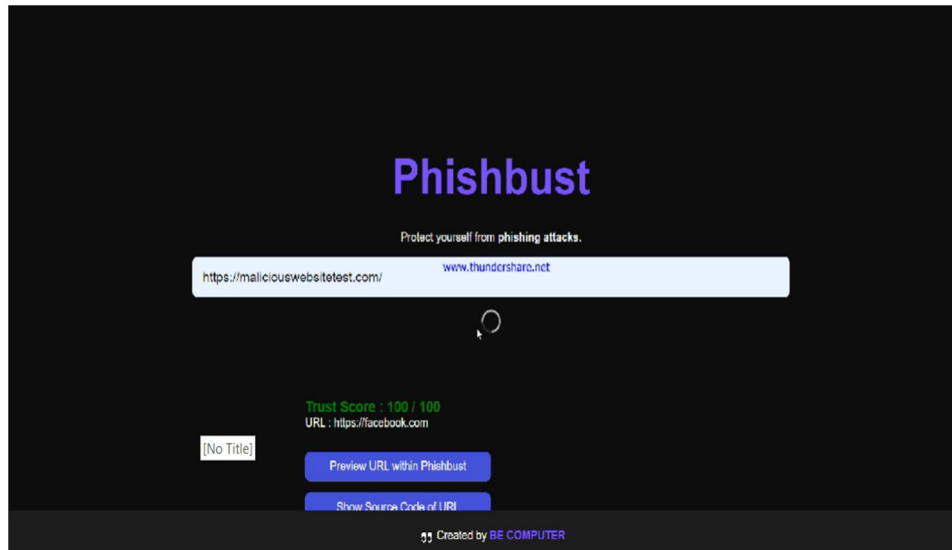 Phishbust
Protect yourself from phishing attacks.
www.thundershare.net
https://maliciouswebsitetest.com/
Trust Score : 100 / 100
URL : https://facebook.com
[No Title]
Preview URL within Phishbust
Show Source Code of URL
Created by BE COMPUTER